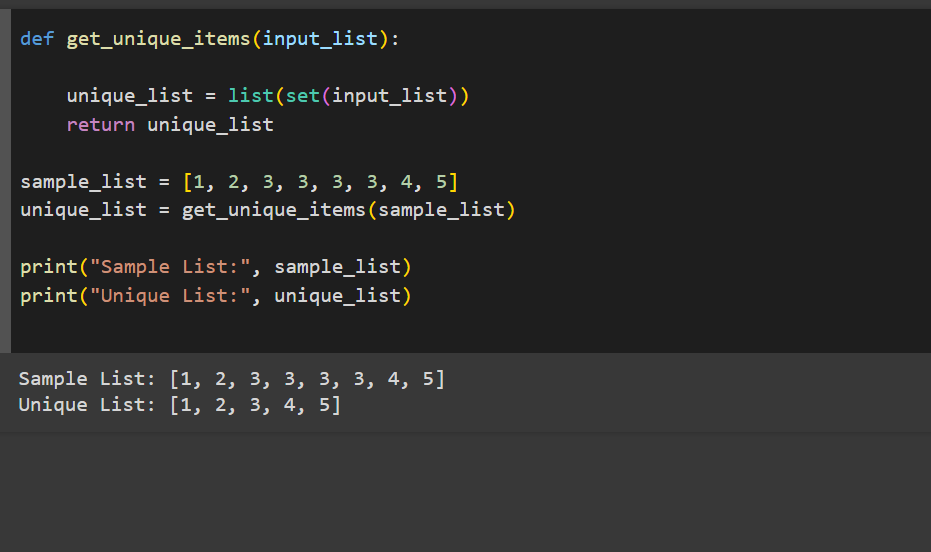 def get_unique_items(input_list):
    unique_list = list(set(input_list))
    return unique_list
sample_list = [1, 2, 3, 3, 3, 3, 4, 5]
unique_list = get_unique_items(sample_list)
print("Sample List:", sample_list)
print("Unique List:", unique_list)
Sample List: [1, 2, 3, 3, 3, 3, 4, 5]
Unique List: [1, 2, 3, 4, 5]